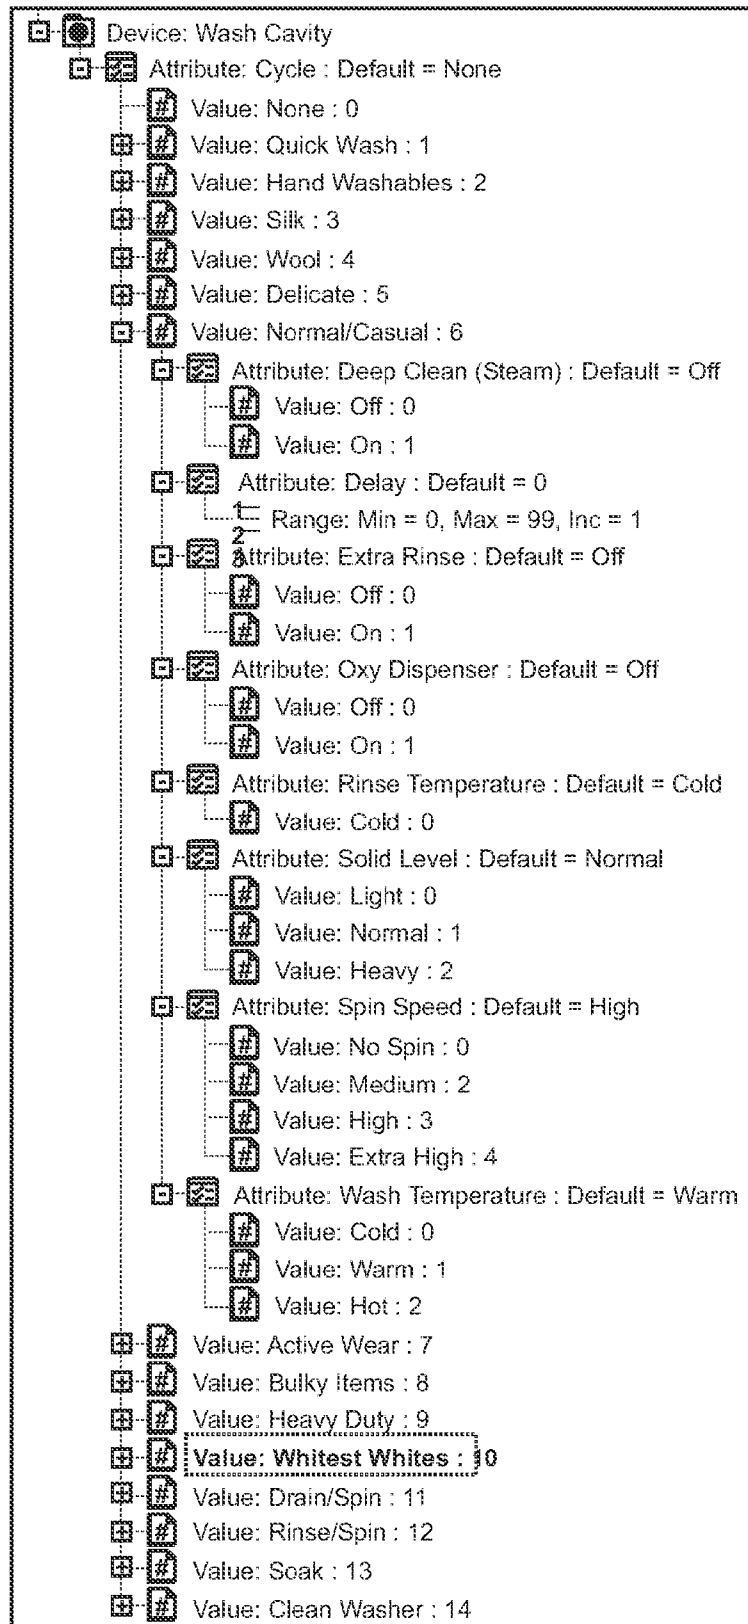 Device: Wash Cavity
Attribute: Cycle : Default = None
Value: None : 0
Value: Quick Wash : 1
Value: Hand Washables : 2
Value: Silk : 3
Value: Wool : 4
Value: Delicate : 5
Value: Normal/Casual : 6
Attribute: Deep Clean (Steam) : Default = Off
Value: Off : 0
Value: On : 1
Attribute: Delay : Default = 0
Range: Min = 0, Max = 99, Inc = 1
Attribute: Extra Rinse : Default = Off
Value: Off : 0
Value: On : 1
Attribute: Oxy Dispenser : Default = Off
Value: Off : 0
Value: On : 1
Attribute: Rinse Temperature : Default = Cold
Value: Cold : 0
Attribute: Solid Level : Default = Normal
Value: Light : 0
Value: Normal : 1
Value: Heavy : 2
Attribute: Spin Speed : Default = High
Value: No Spin : 0
Value: Medium : 2
Value: High : 3
Value: Extra High : 4
Attribute: Wash Temperature : Default = Warm
Value: Cold : 0
Value: Warm : 1
Value: Hot : 2
Value: Active Wear : 7
Value: Bulky Items : 8
Value: Heavy Duty : 9
Value: Whitest Whites : 10
Value: Drain/Spin : 11
Value: Rinse/Spin : 12
Value: Soak : 13
Value: Clean Washer : 14